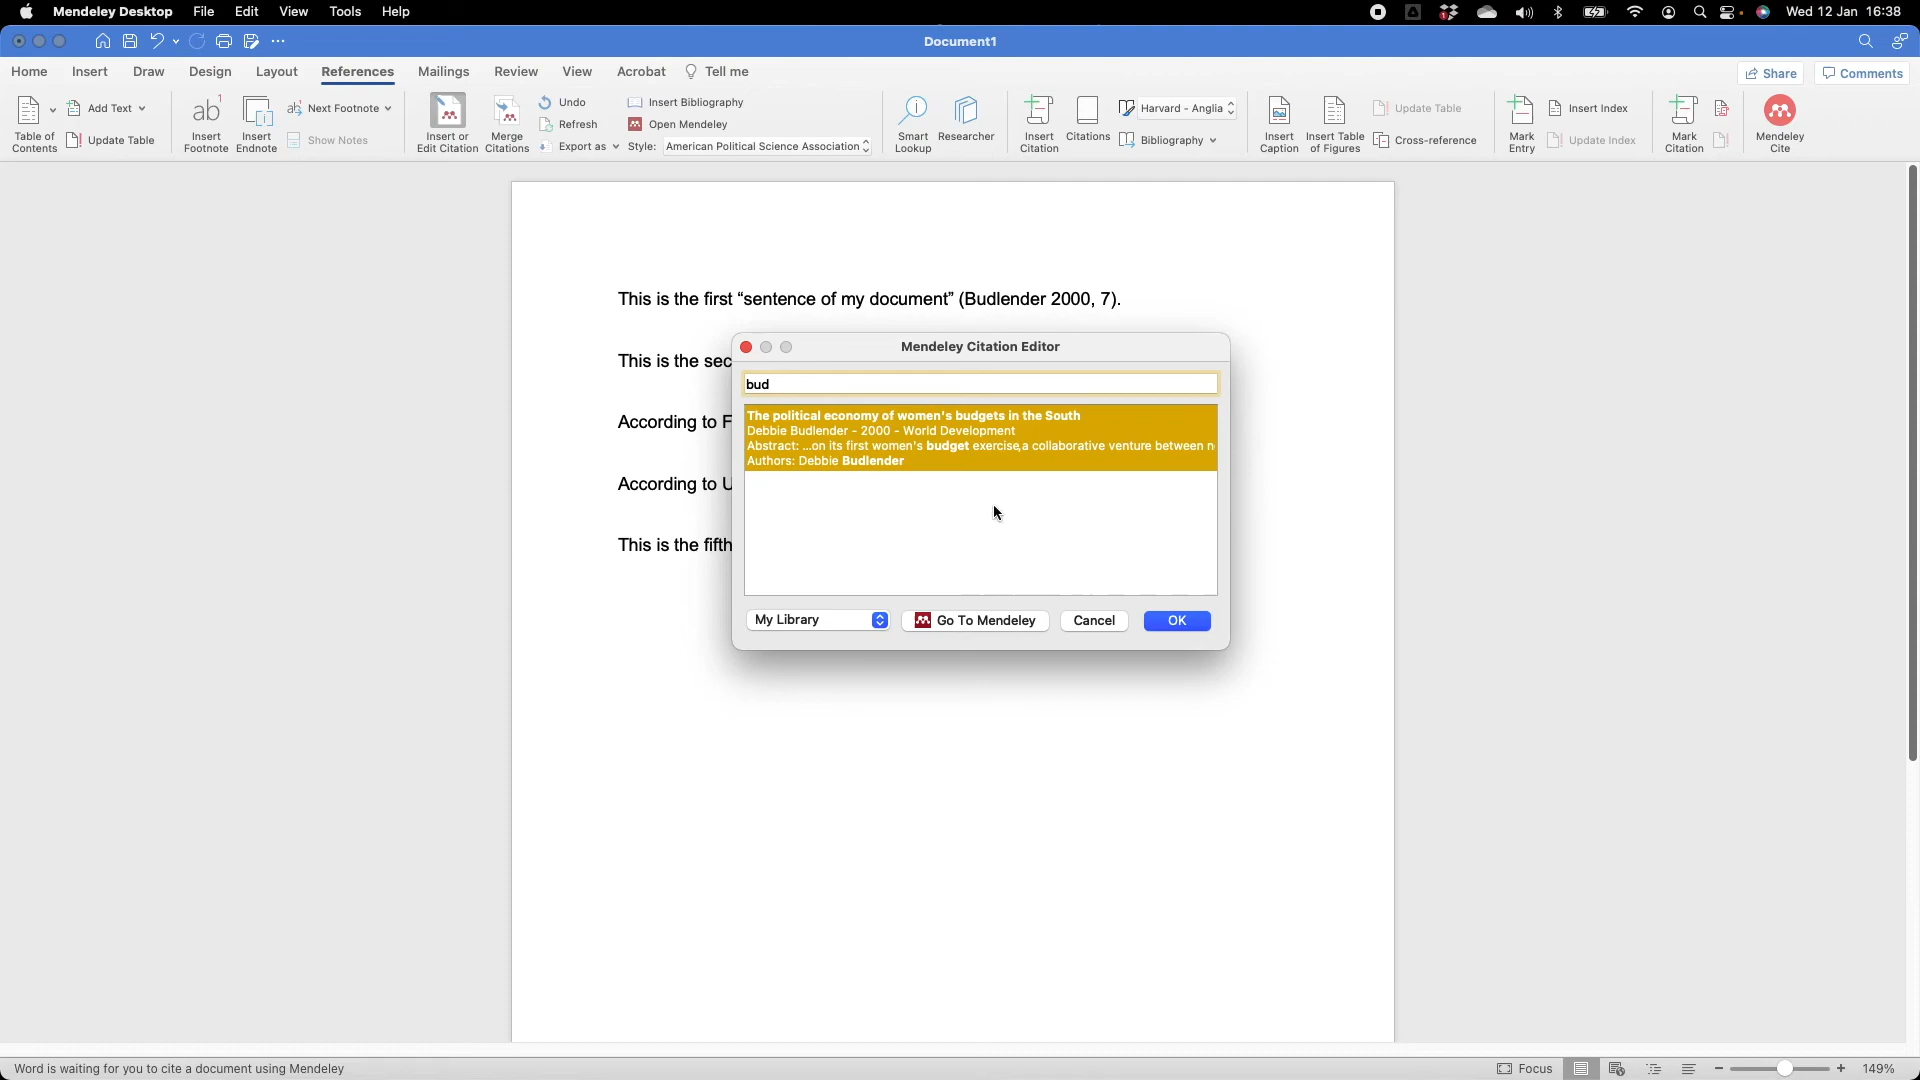 Mendeley Desktop File Edit View Tools Help Wed 12 Jan 16:38
Document1
Home Insert Draw Design Layout References Mailings Review View Acrobat Tell me Share Comments
Table of Contents
Add Text
Update Table
ab Insert Footnote
Insert Endnote
Next Footnote
Show Notes
Insert or Edit Citation
Merge Citations
Undo
Refresh
Export as
Insert Bibliography
Open Mendeley
Style: American Political Science Association
Smart Lookup
Researcher
Insert Citation
Citations
Harvard - Anglia
Bibliography
Insert Caption
Insert Table of Figures
Update Table
Cross-reference
Mark Entry
Insert Index
Update Index
Mark Citation
Mendeley Cite
This is the first “sentence of my document” (Budlender 2000, 7).
This is the sec
According to F
According to U
This is the fifth
Mendeley Citation Editor
bud
The political economy of women's budgets in the South
Debbie Budlender - 2000 - World Development
Abstract: ...on its first women's budget exercise,a collaborative venture between n
Authors: Debbie Budlender
My Library Go To Mendeley Cancel OK
Word is waiting for you to cite a document using Mendeley Focus 149%